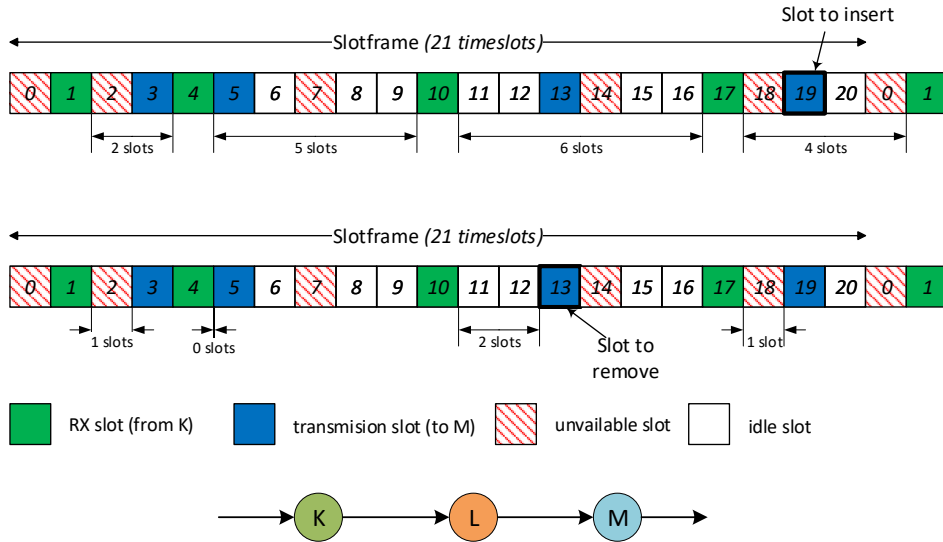 Slot to insert
Slotframe (21 timeslots)
0 1 2 3 4 5 6 7 8 9 10 11 12 13 14 15 16 17 18 19 20 0 1
2 slots 5 slots 6 slots 4 slots
Slotframe (21 timeslots)
0 1 2 3 4 5 6 7 8 9 10 11 12 13 14 15 16 17 18 19 20 0 1
1 slots 0 slots 2 slots 1 slot
Slot to
remove
RX slot (from K) transmision slot (to M) unvailable slot idle slot
K L M